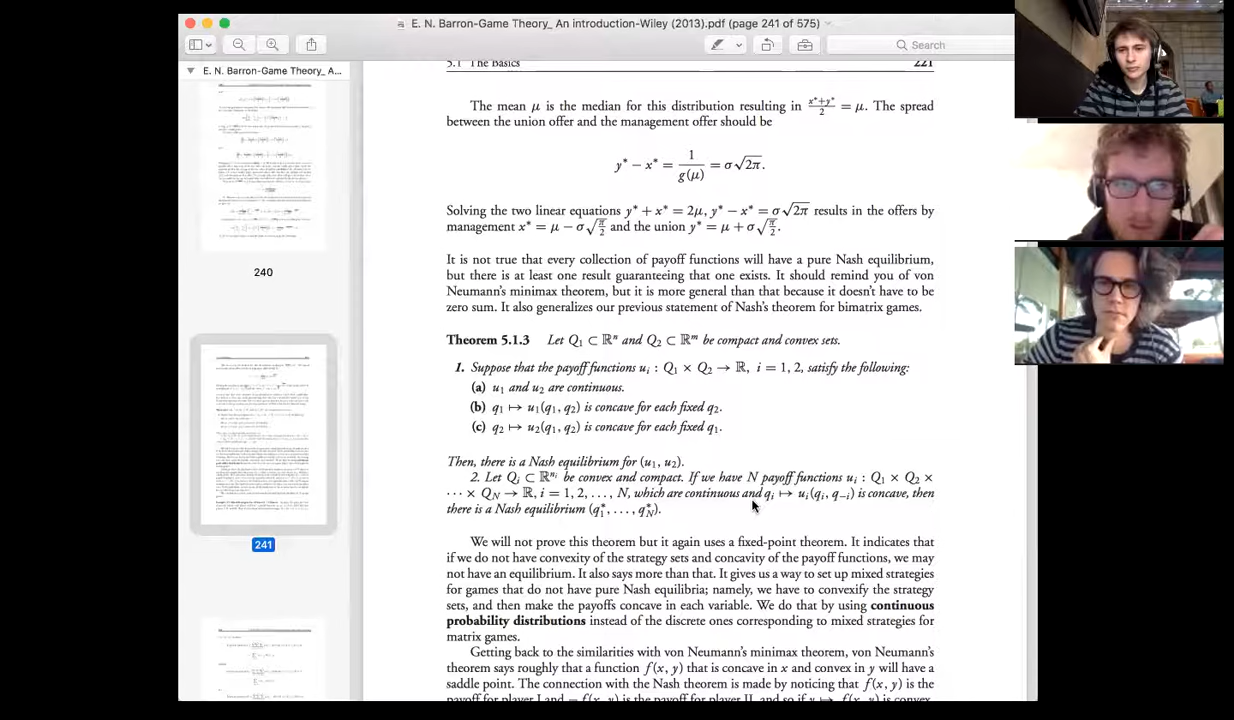 E. N. Barron-Game Theory_ An introduction-Wiley (2013).pdf (page 241 of 575)
Search
E. N. Barron-Game Theory_ A...
240
241
5.1 The Basics 221
The mean μ is the median for this distribution resulting in (x*+y*)/2 = μ. The spread
between the union offer and the management offer should be
y* − x* = 1/g(μ) = σ√2π.
Solving the two linear equations y* + x* = 2μ, y* − x* = σ√2π results in the offers by
management x* = μ − σ√(π/2) and the union y* = μ + σ√(π/2).
It is not true that every collection of payoff functions will have a pure Nash equilibrium,
but there is at least one result guaranteeing that one exists. It should remind you of von
Neumann's minimax theorem, but it is more general than that because it doesn't have to be
zero sum. It also generalizes our previous statement of Nash's theorem for bimatrix games.
Theorem 5.1.3 Let Q₁ ⊂ ℝⁿ and Q₂ ⊂ ℝᵐ be compact and convex sets.
1. Suppose that the payoff functions uᵢ : Q₁ × Q₂ → ℝ, i = 1, 2, satisfy the following:
(a) u₁ and u₂ are continuous.
(b) q₁ ↦ u₁(q₁, q₂) is concave for each fixed q₂.
(c) q₂ ↦ u₂(q₁, q₂) is concave for each fixed q₁.
Then, there is a Nash equilibrium for (u₁, u₂).
2. Let Qᵢ ⊂ ℝ^{nᵢ} be convex and compact. If we have N payoff functions uᵢ : Q₁ × Q₂ ×
··· × Q_N → ℝ, i = 1, 2, . . . , N, which are continuous and qᵢ ↦ uᵢ(qᵢ, q₋ᵢ) is concave, then
there is a Nash equilibrium (q₁*, . . . , q_N*).
We will not prove this theorem but it again uses a fixed-point theorem. It indicates that
if we do not have convexity of the strategy sets and concavity of the payoff functions, we may
not have an equilibrium. It also says more than that. It gives us a way to set up mixed strategies
for games that do not have pure Nash equilibria; namely, we have to convexify the strategy
sets, and then make the payoffs concave in each variable. We do that by using continuous
probability distributions instead of the discrete ones corresponding to mixed strategies for
matrix games.
Getting back to the similarities with von Neumann's minimax theorem, von Neumann's
theorem says roughly that a function f(x, y) that is concave in x and convex in y will have a
saddle point. The connection with the Nash theorem is made by noticing that f(x, y) is the
payoff for player I and − f(x, y) is the payoff for player II, and so if y ↦ f(x, y) is convex,